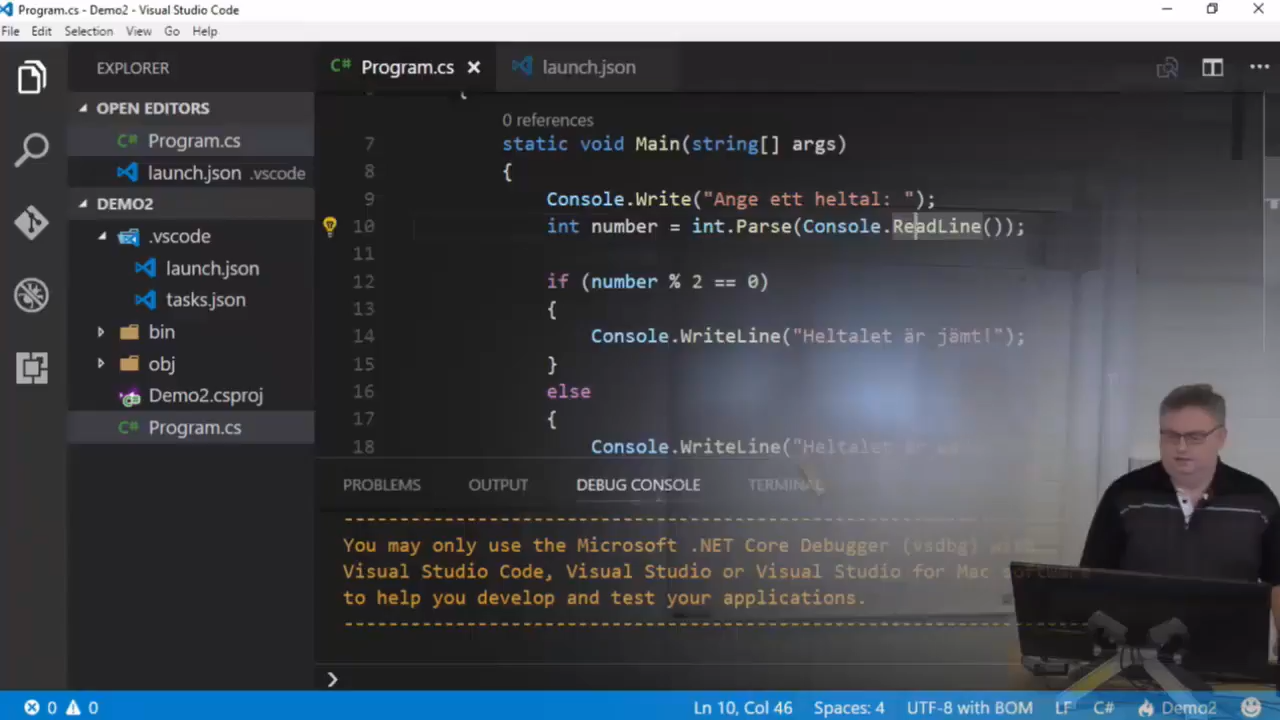 Program.cs - Demo2 - Visual Studio Code
File Edit Selection View Go Help
EXPLORER
OPEN EDITORS
C# Program.cs
launch.json .vscode
DEMO2
.vscode
launch.json
tasks.json
bin
obj
Demo2.csproj
C# Program.cs
C# Program.cs
launch.json
{
0 references
7 static void Main(string[] args)
8 {
9 Console.Write("Ange ett heltal: ");
10 int number = int.Parse(Console.ReadLine());
11
12 if (number % 2 == 0)
13 {
14 Console.WriteLine("Heltalet är jämt!");
15 }
16 else
17 {
18 Console.WriteLine("Heltalet är
PROBLEMS OUTPUT DEBUG CONSOLE TERMINAL
You may only use the Microsoft .NET Core Debugger (vsdbg) with
Visual Studio Code, Visual Studio or Visual Studio for Mac software
to help you develop and test your applications.
0 0
Ln 10, Col 46 Spaces: 4 UTF-8 with BOM LF C# Demo2